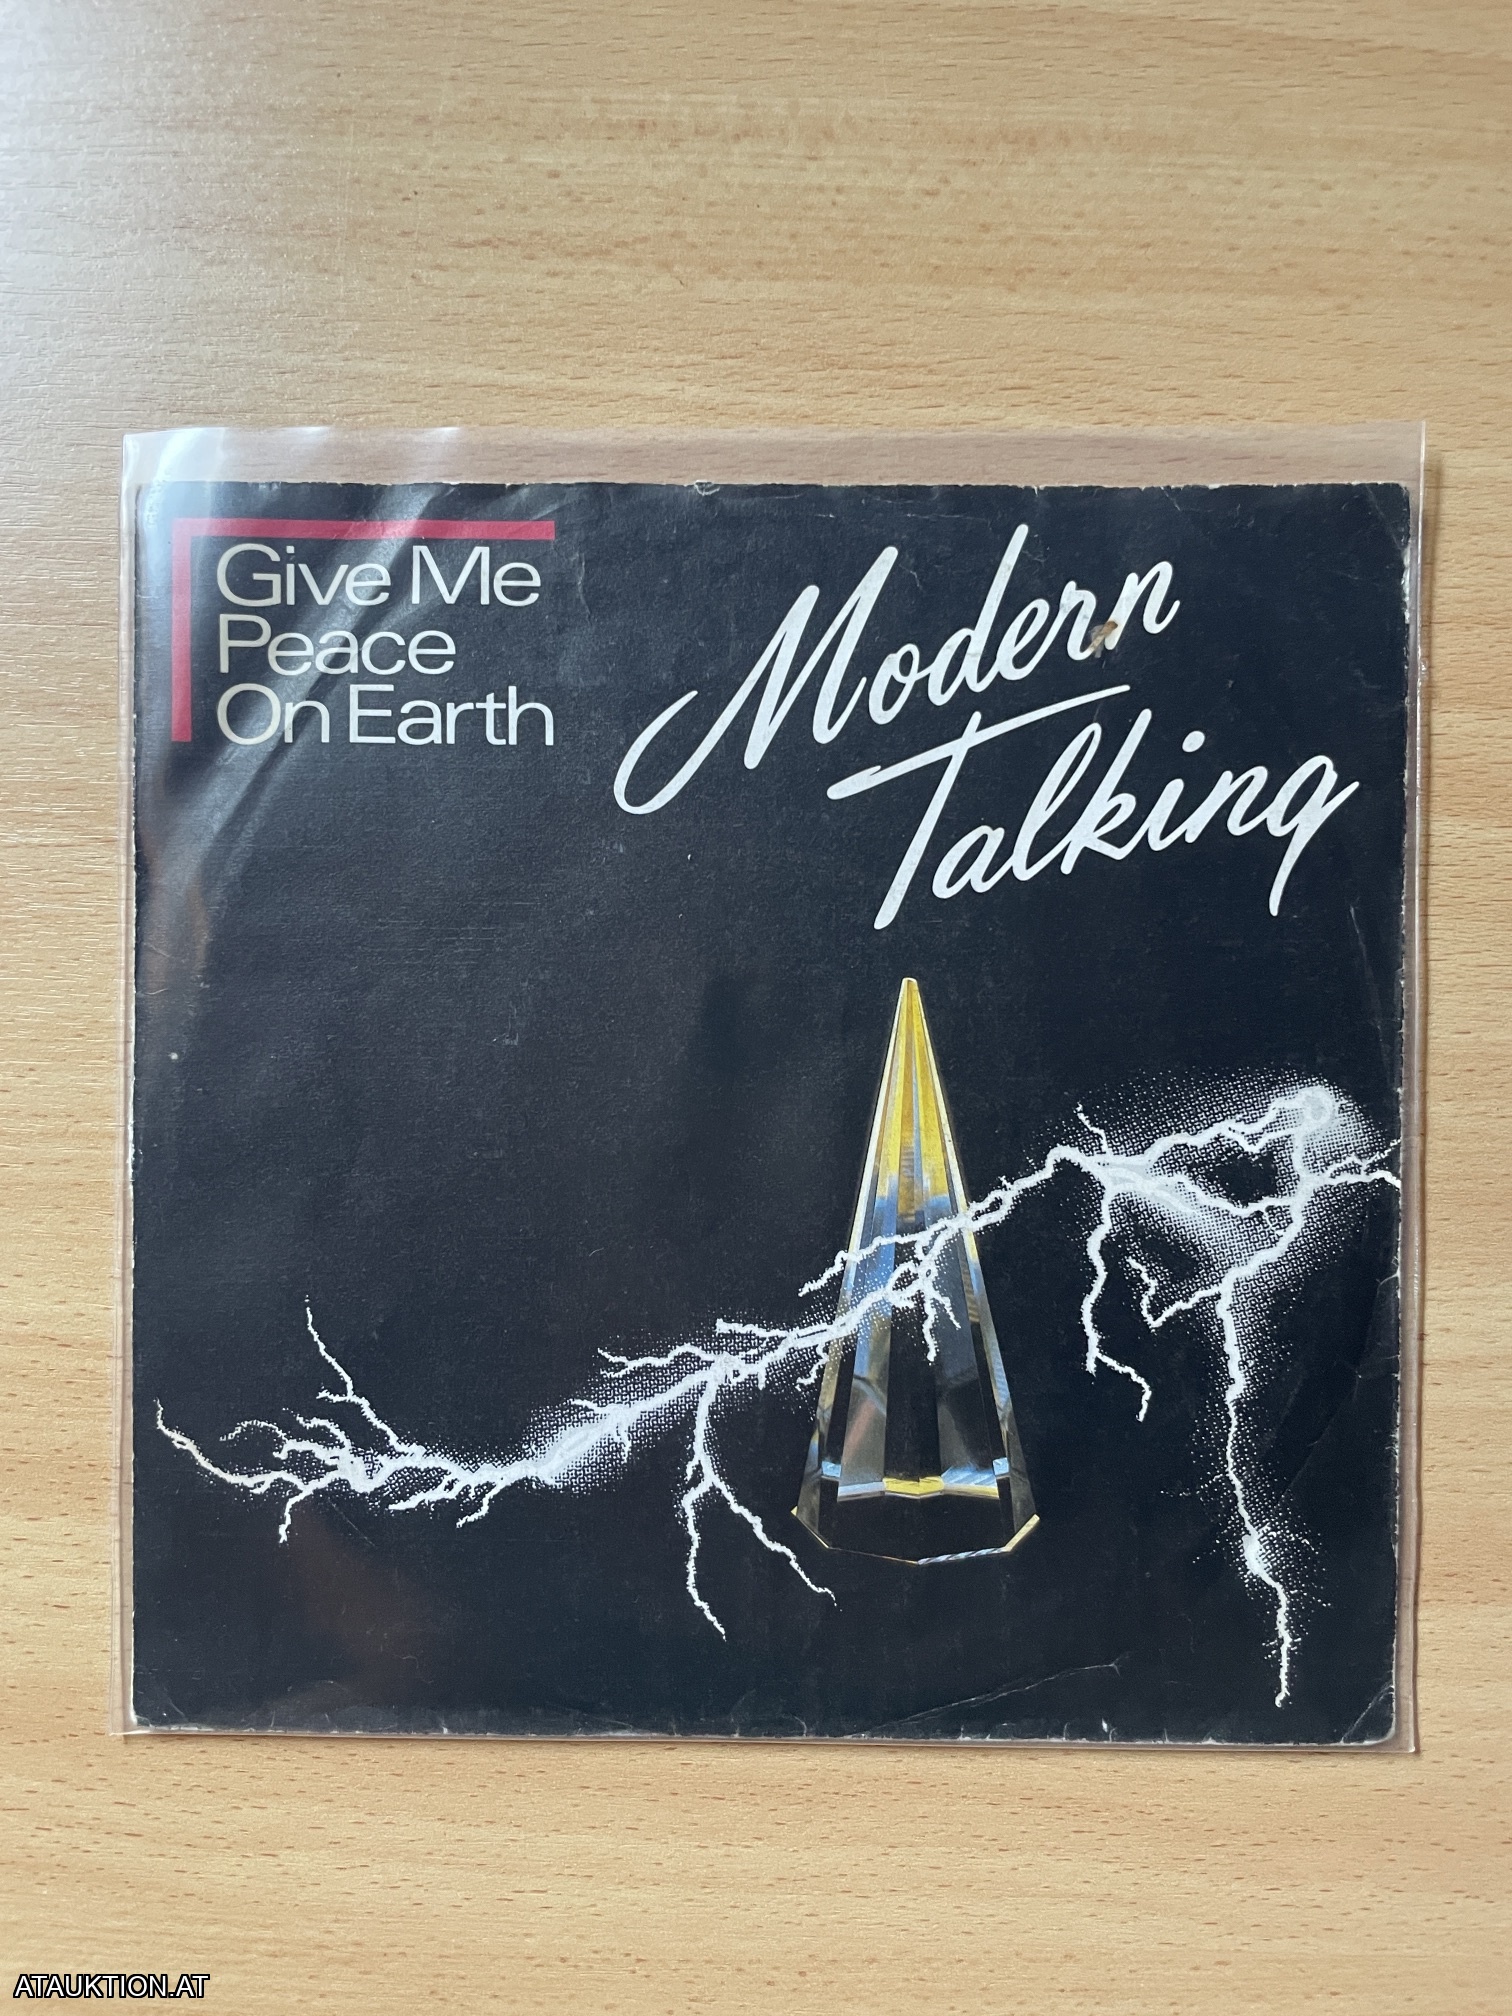 Give Me
Peace
On Earth
Modern
Talking
ATAUKTION.AT